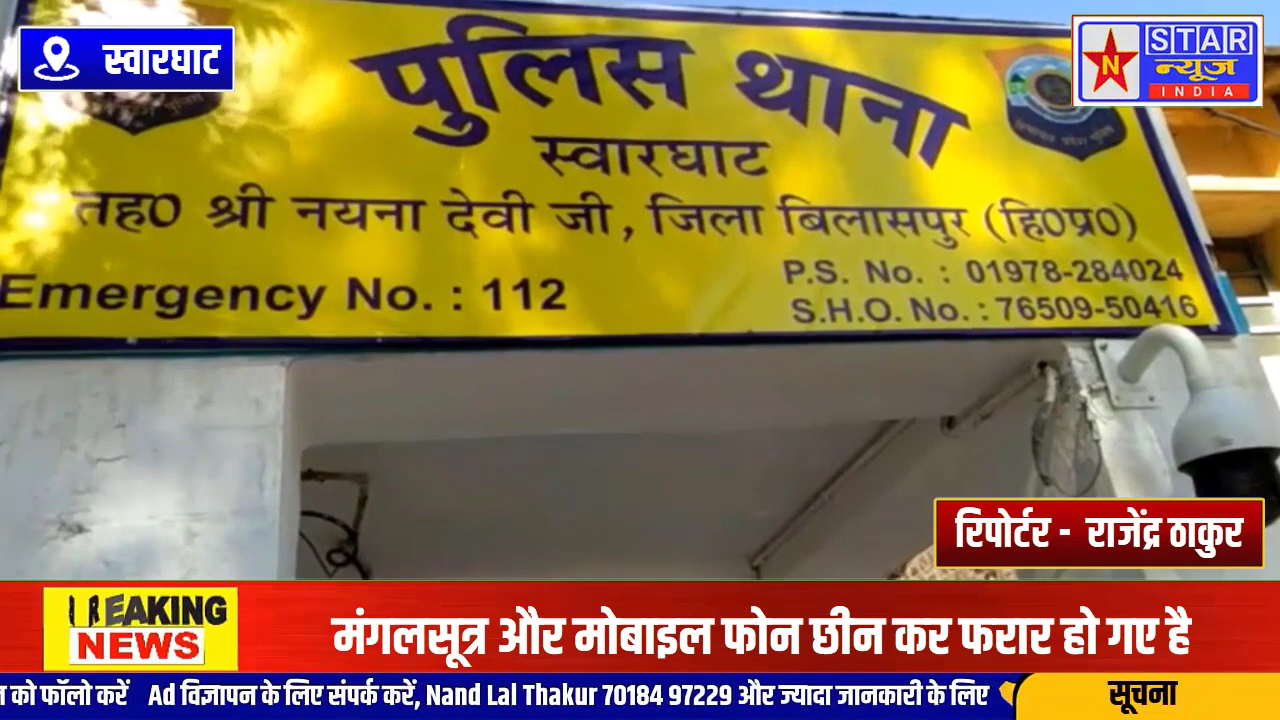 स्वारघाट
STAR
न्यूज
INDIA
N
पुलिस थाना
स्वारघाट
तह0 श्री नयना देवी जी, जिला बिलासपुर (हि0प्र0)
Emergency No. : 112
P.S. No. : 01978-284024
S.H.O. No. : 76509-50416
रिपोर्टर - राजेंद्र ठाकुर
BREAKING
NEWS
मंगलसूत्र और मोबाइल फोन छीन कर फरार हो गए है
को फॉलो करें Ad विज्ञापन के लिए संपर्क करें, Nand Lal Thakur 70184 97229 और ज्यादा जानकारी के लिए
सूचना